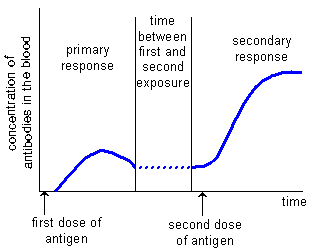 time
between
first and
second
exposure
primary
response
secondary
response
concentration of
antibodies in the blood
time
first dose of
antigen
second dose
of antigen